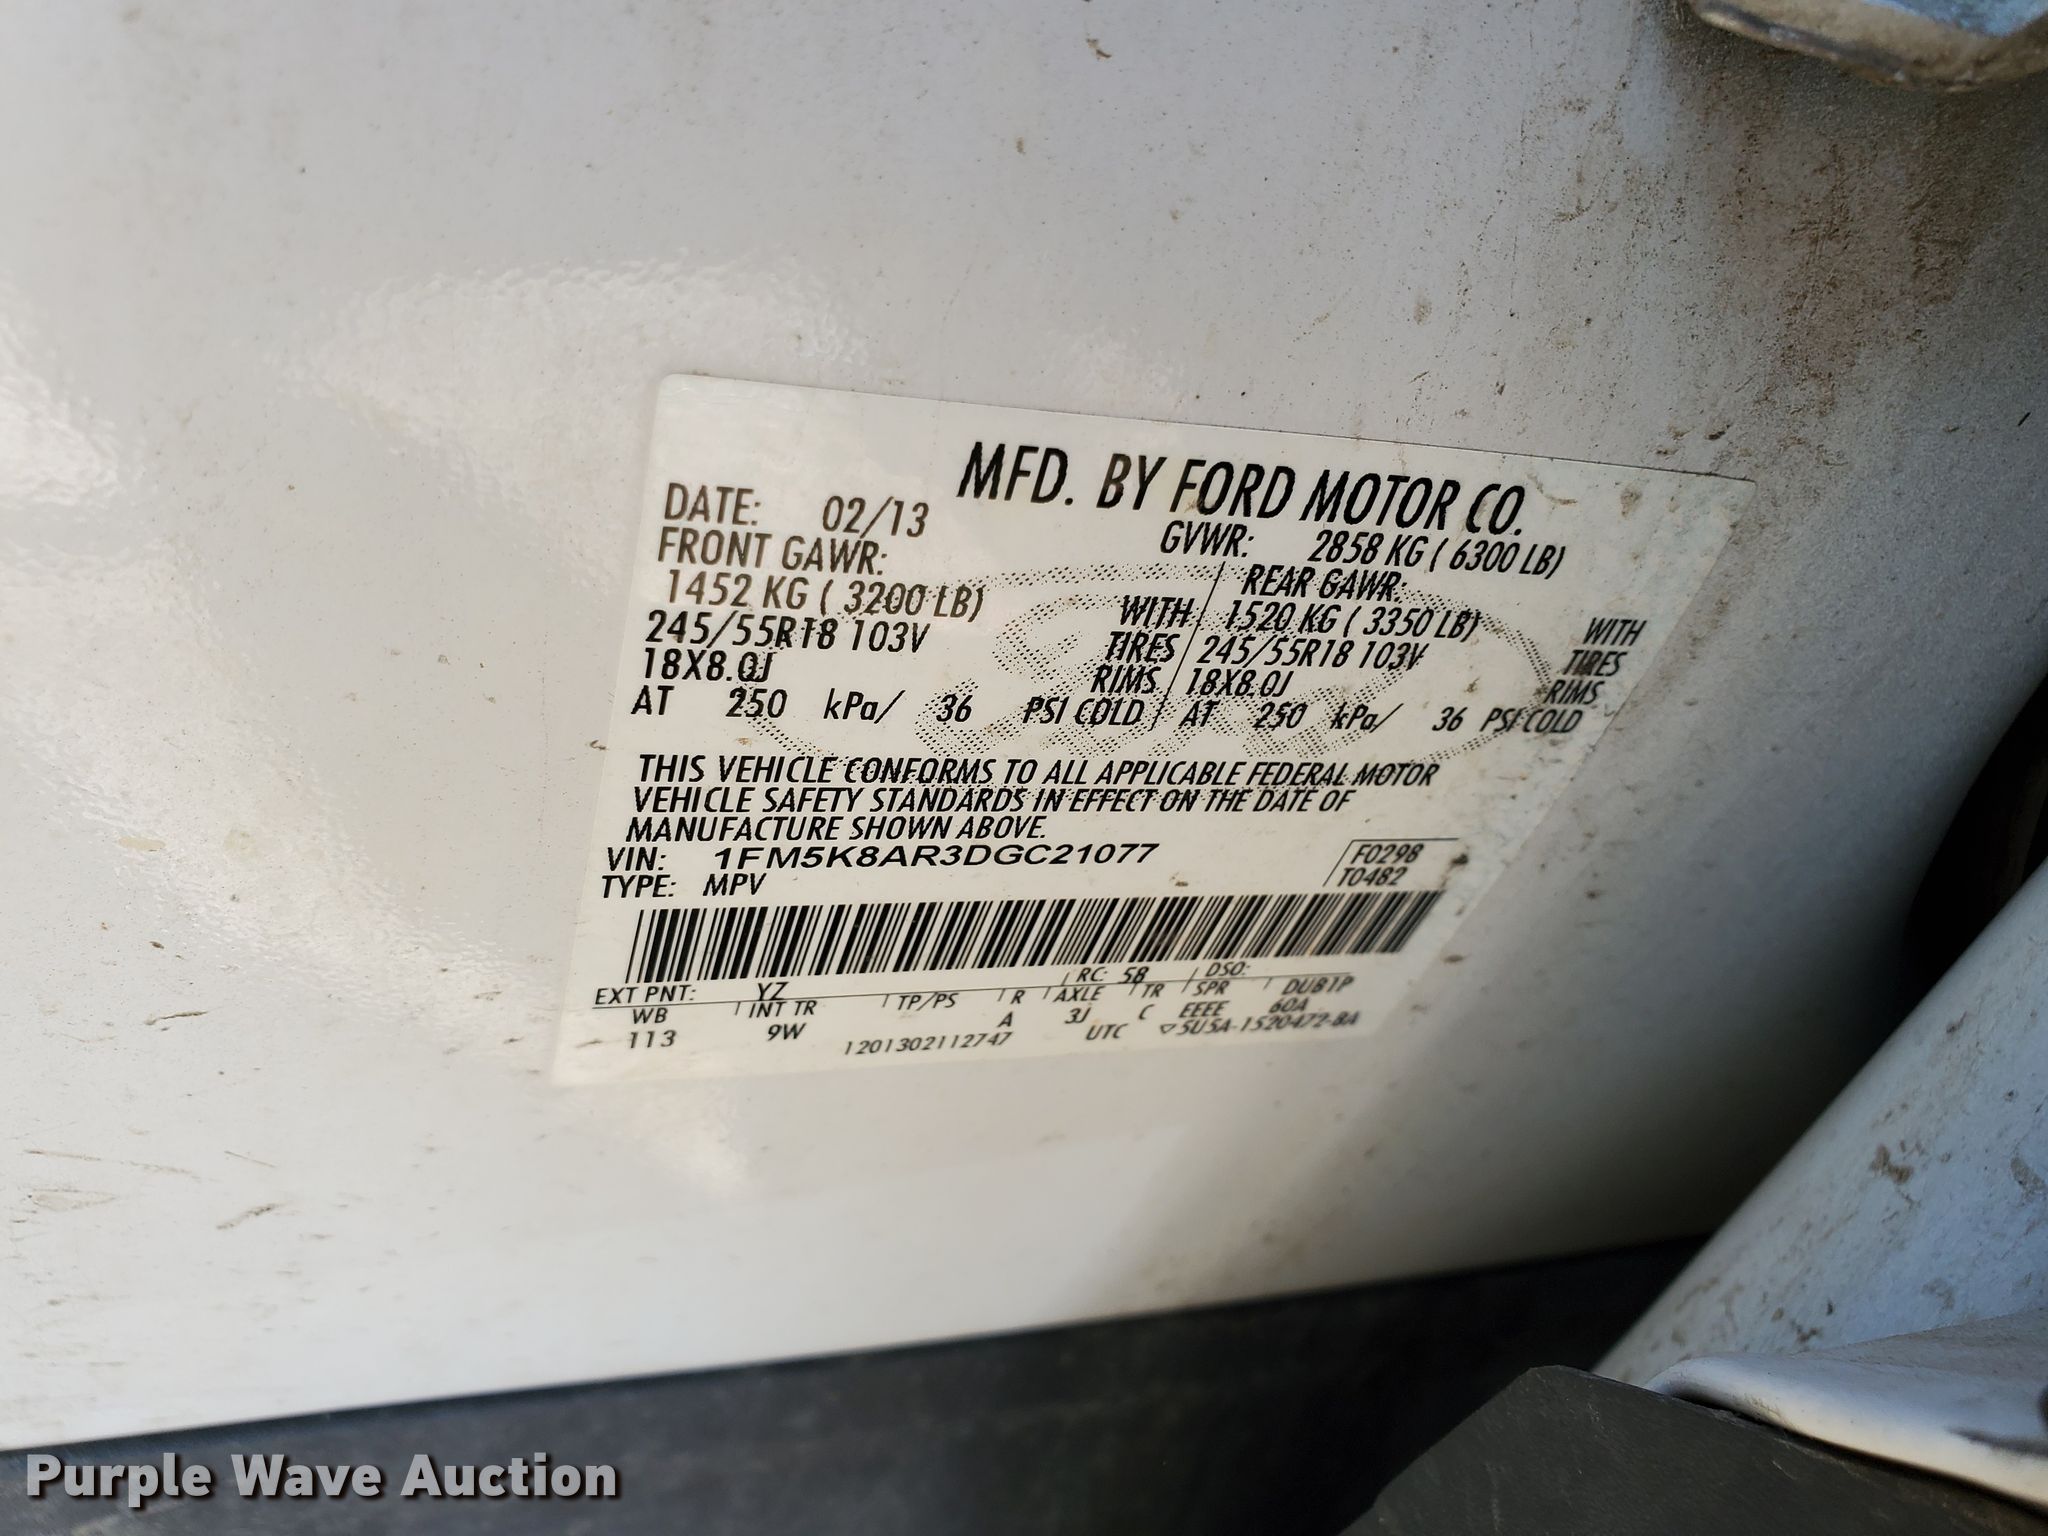 MFD. BY FORD MOTOR CO.
DATE: 02/13 GVWR: 2858 KG ( 6300 LB)
FRONT GAWR: REAR GAWR:
1452 KG ( 3200 LB) WITH 1520 KG ( 3350 LB) WITH
245/55R18 103V TIRES 245/55R18 103V TIRES
18X8.0J RIMS 18X8.0J RIMS
AT 250 kPa/ 36 PSI COLD AT 250 kPa/ 36 PSI COLD
THIS VEHICLE CONFORMS TO ALL APPLICABLE FEDERAL MOTOR
VEHICLE SAFETY STANDARDS IN EFFECT ON THE DATE OF
MANUFACTURE SHOWN ABOVE.
VIN: 1FM5K8AR3DGC21077 F0298
TYPE: MPV T0482
EXT PNT: YZ RC: 58 DSO:
WB INT TR TP/PS R AXLE TR SPR DUB1P
113 9W A 3J C EEEE 60A
1201302112747 UTC ▽5U5A-1520472-BA
Purple Wave Auction